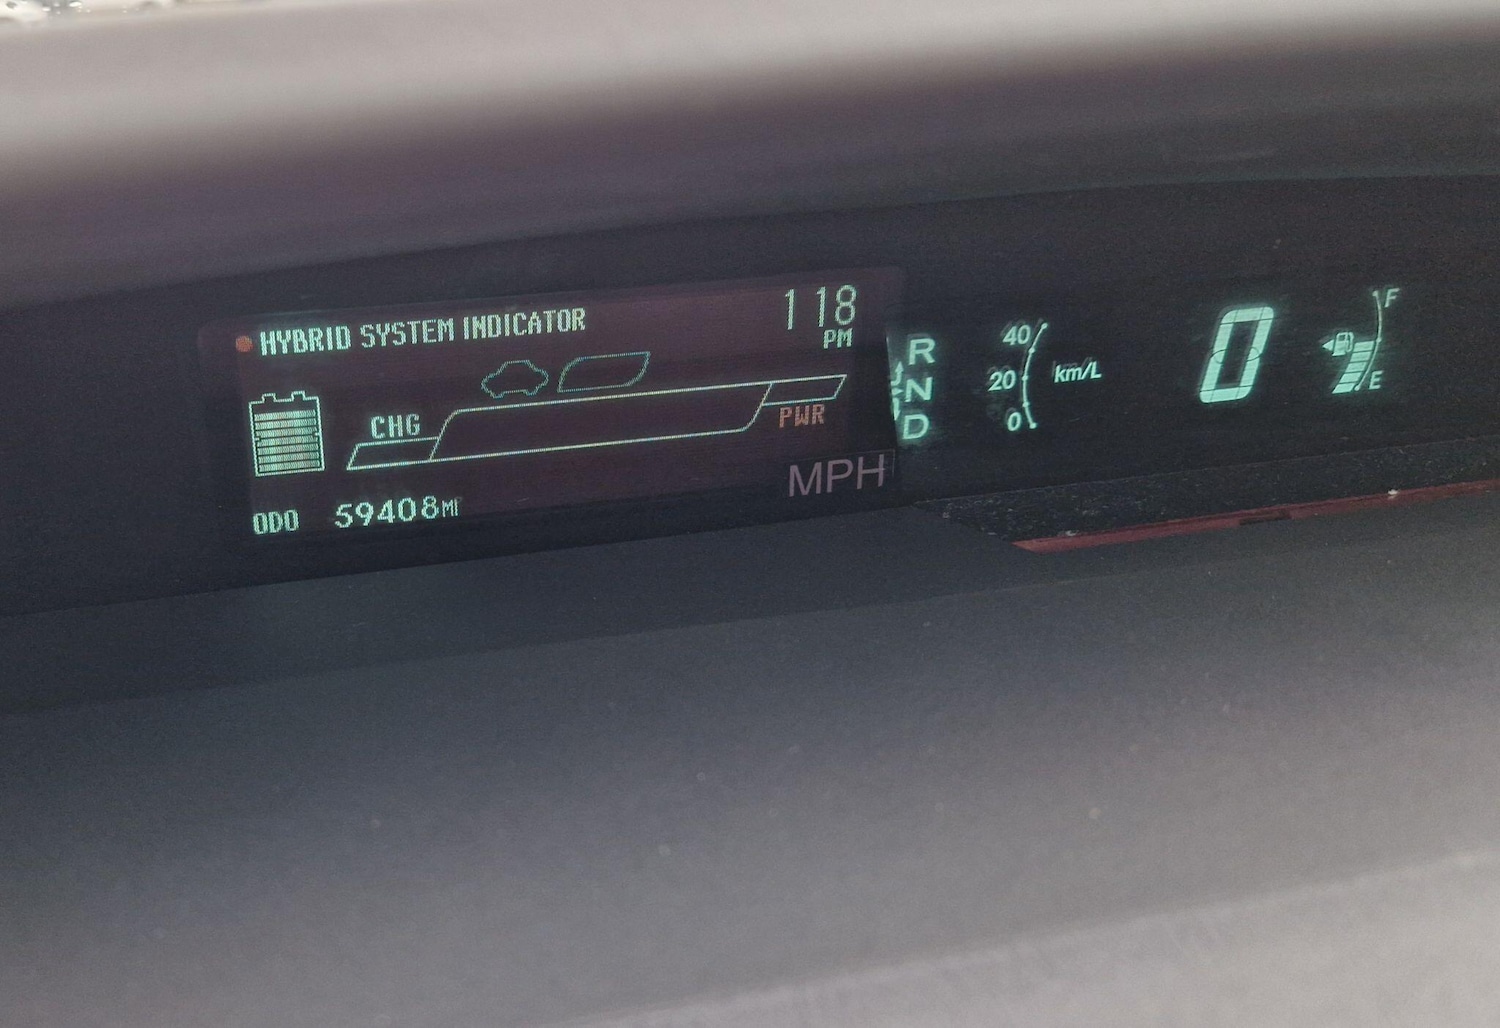 HYBRID SYSTEM INDICATOR
1 18
PM
CHG
PWR
MPH
ODO 59408MI
R
N
D
40
20
0
km/L
0
F
E